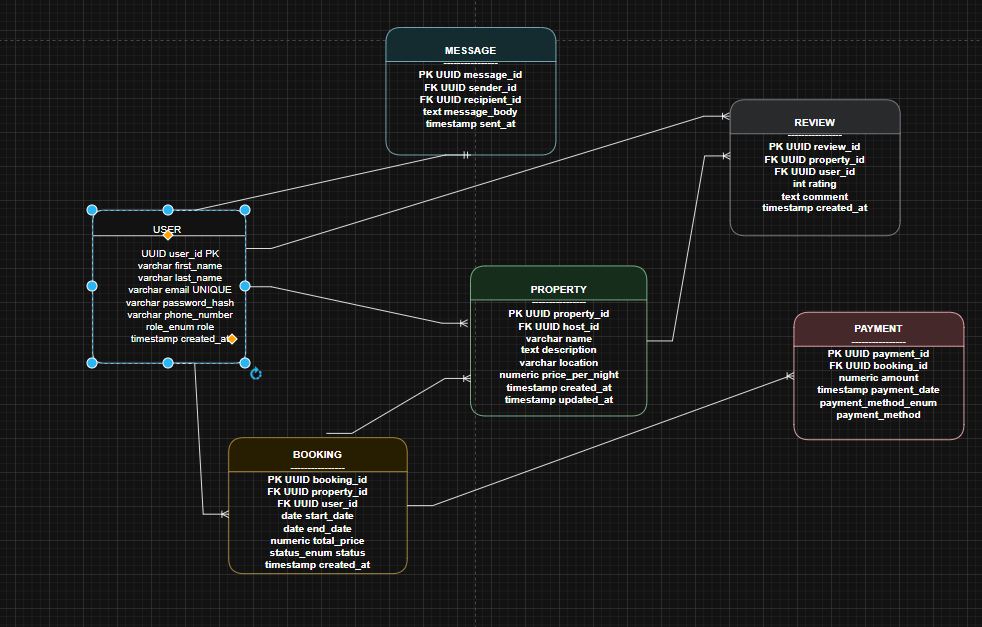 MESSAGE
------------------
PK UUID message_id
FK UUID sender_id
FK UUID recipient_id
text message_body
timestamp sent_at
REVIEW
------------------
PK UUID review_id
FK UUID property_id
FK UUID user_id
int rating
text comment
timestamp created_at
USER
UUID user_id PK
varchar first_name
varchar last_name
varchar email UNIQUE
varchar password_hash
varchar phone_number
role_enum role
timestamp created_at
PROPERTY
------------------
PK UUID property_id
FK UUID host_id
varchar name
text description
varchar location
numeric price_per_night
timestamp created_at
timestamp updated_at
PAYMENT
------------------
PK UUID payment_id
FK UUID booking_id
numeric amount
timestamp payment_date
payment_method_enum
payment_method
BOOKING
------------------
PK UUID booking_id
FK UUID property_id
FK UUID user_id
date start_date
date end_date
numeric total_price
status_enum status
timestamp created_at